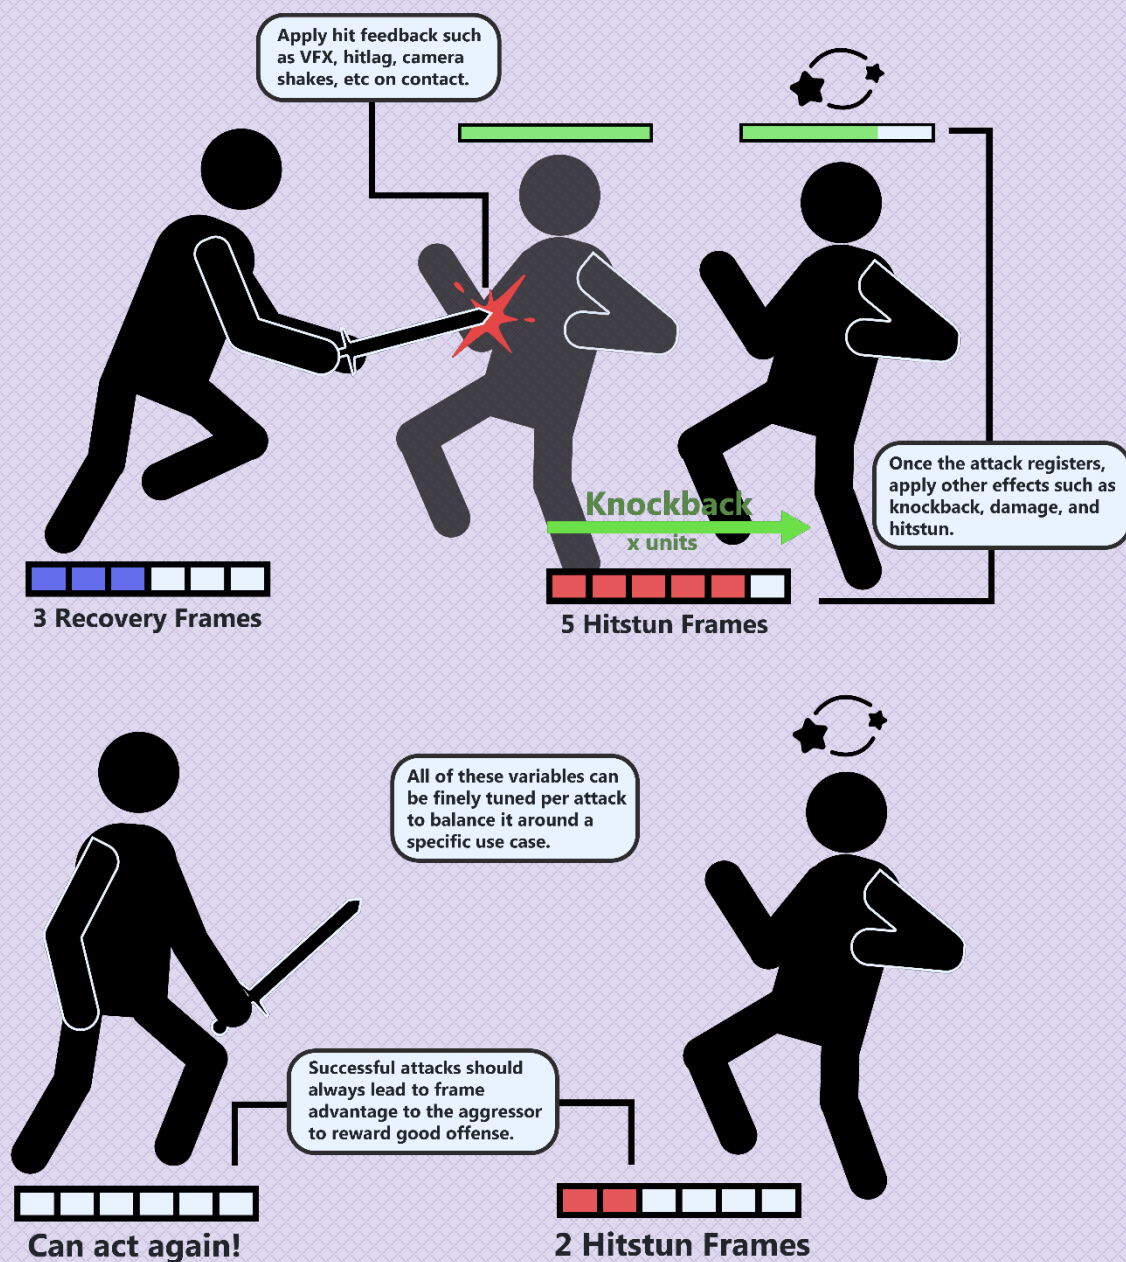 Apply hit feedback such
as VFX, hitlag, camera
shakes, etc on contact.
Knockback
x units
Once the attack registers,
apply other effects such as
knockback, damage, and
hitstun.
3 Recovery Frames
5 Hitstun Frames
All of these variables can
be finely tuned per attack
to balance it around a
specific use case.
Successful attacks should
always lead to frame
advantage to the aggressor
to reward good offense.
Can act again!
2 Hitstun Frames